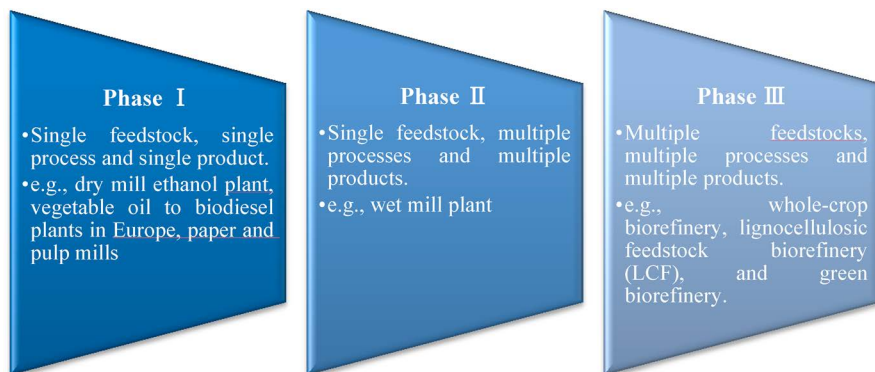 Phase Ⅰ
•Single feedstock, single
process and single product.
•e.g., dry mill ethanol plant,
vegetable oil to biodiesel
plants in Europe, paper and
pulp mills
Phase Ⅱ
•Single feedstock, multiple
processes and multiple
products.
•e.g., wet mill plant
Phase Ⅲ
•Multiple feedstocks,
multiple processes and
multiple products.
•e.g., whole-crop
biorefinery, lignocellulosic
feedstock biorefinery
(LCF), and green
biorefinery.